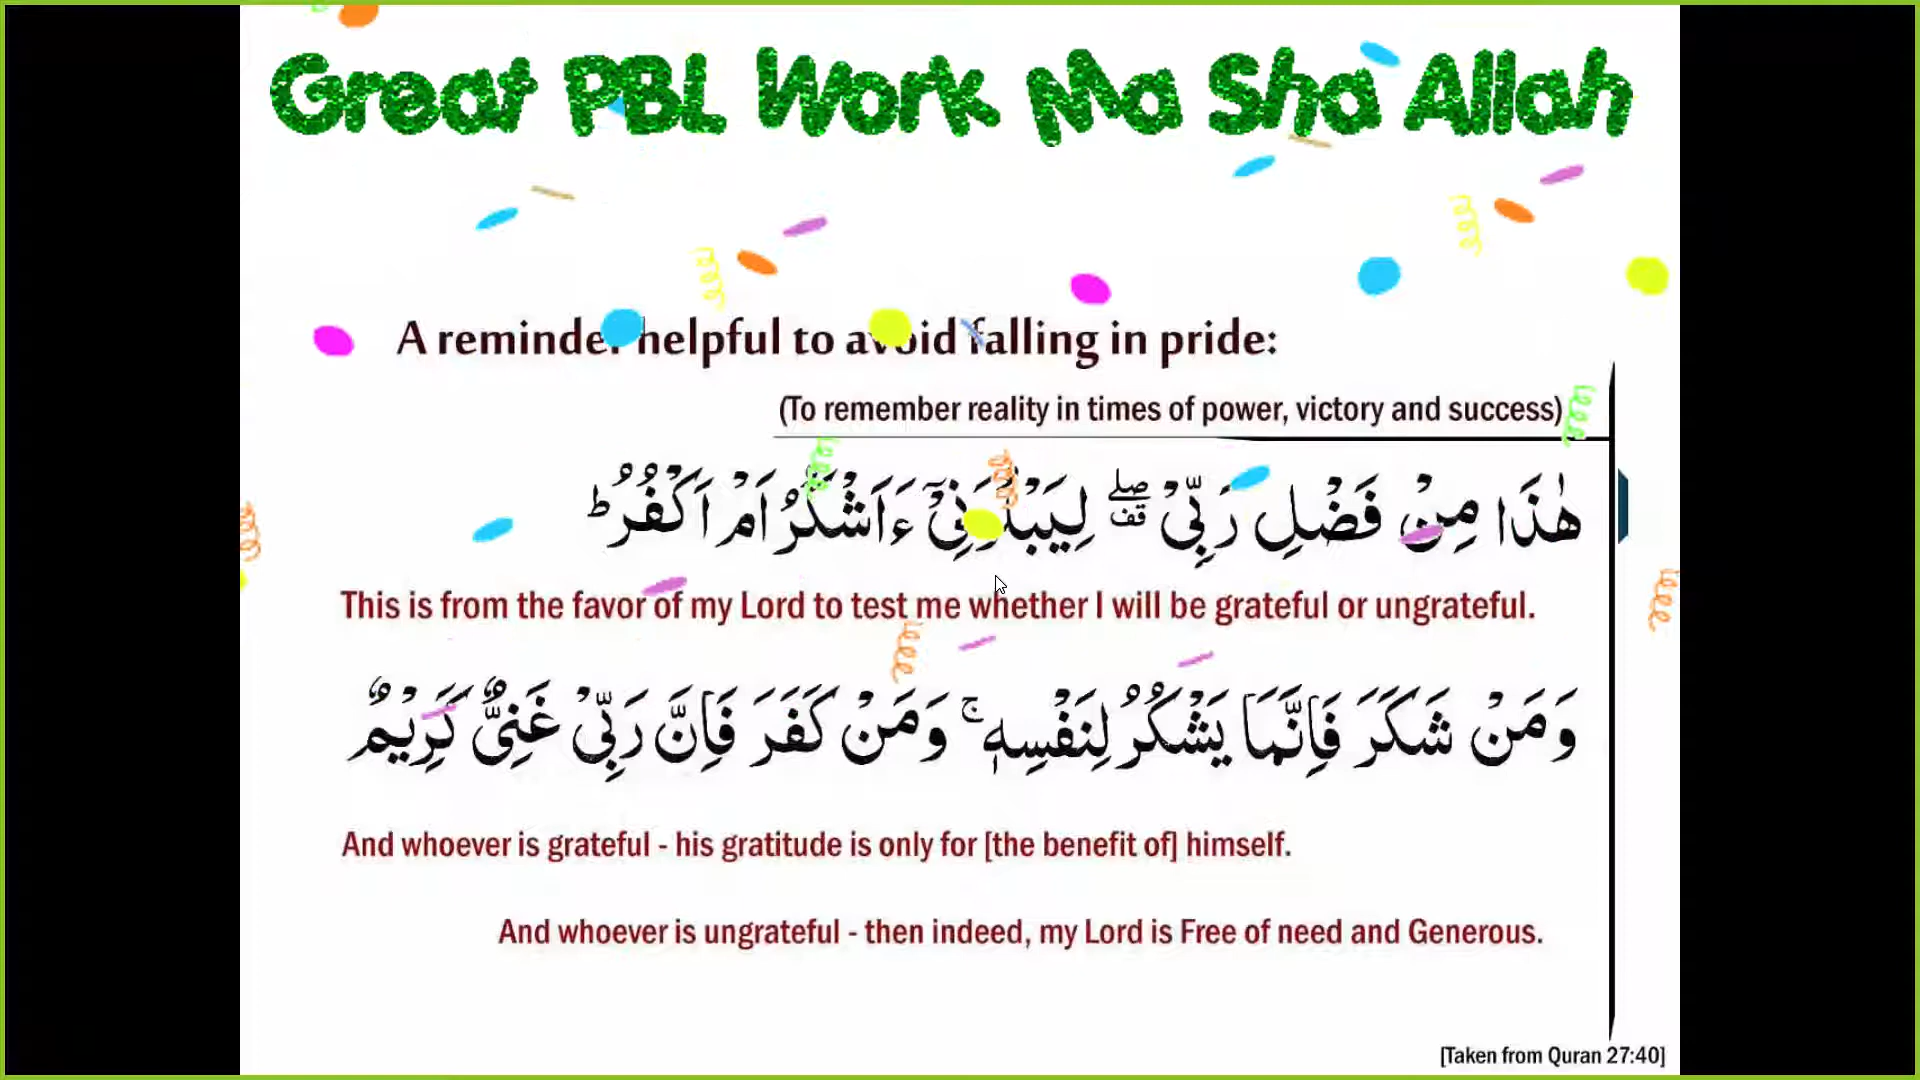 Great PBL Work Ma Sha Allah
A reminder helpful to avoid falling in pride:
(To remember reality in times of power, victory and success)
هٰذَا مِنْ فَضْلِ رَبِّیْ ۖۗ لِیَبْلُوَنِیْۤ ءَاَشْكُرُ اَمْ اَكْفُرُ ؕ
This is from the favor of my Lord to test me whether I will be grateful or ungrateful.
وَمَنْ شَكَرَ فَاِنَّمَا یَشْكُرُ لِنَفْسِهٖ ۚ وَمَنْ كَفَرَ فَاِنَّ رَبِّیْ غَنِیٌّ كَرِیْمٌ
And whoever is grateful - his gratitude is only for [the benefit of] himself.
And whoever is ungrateful - then indeed, my Lord is Free of need and Generous.
[Taken from Quran 27:40]